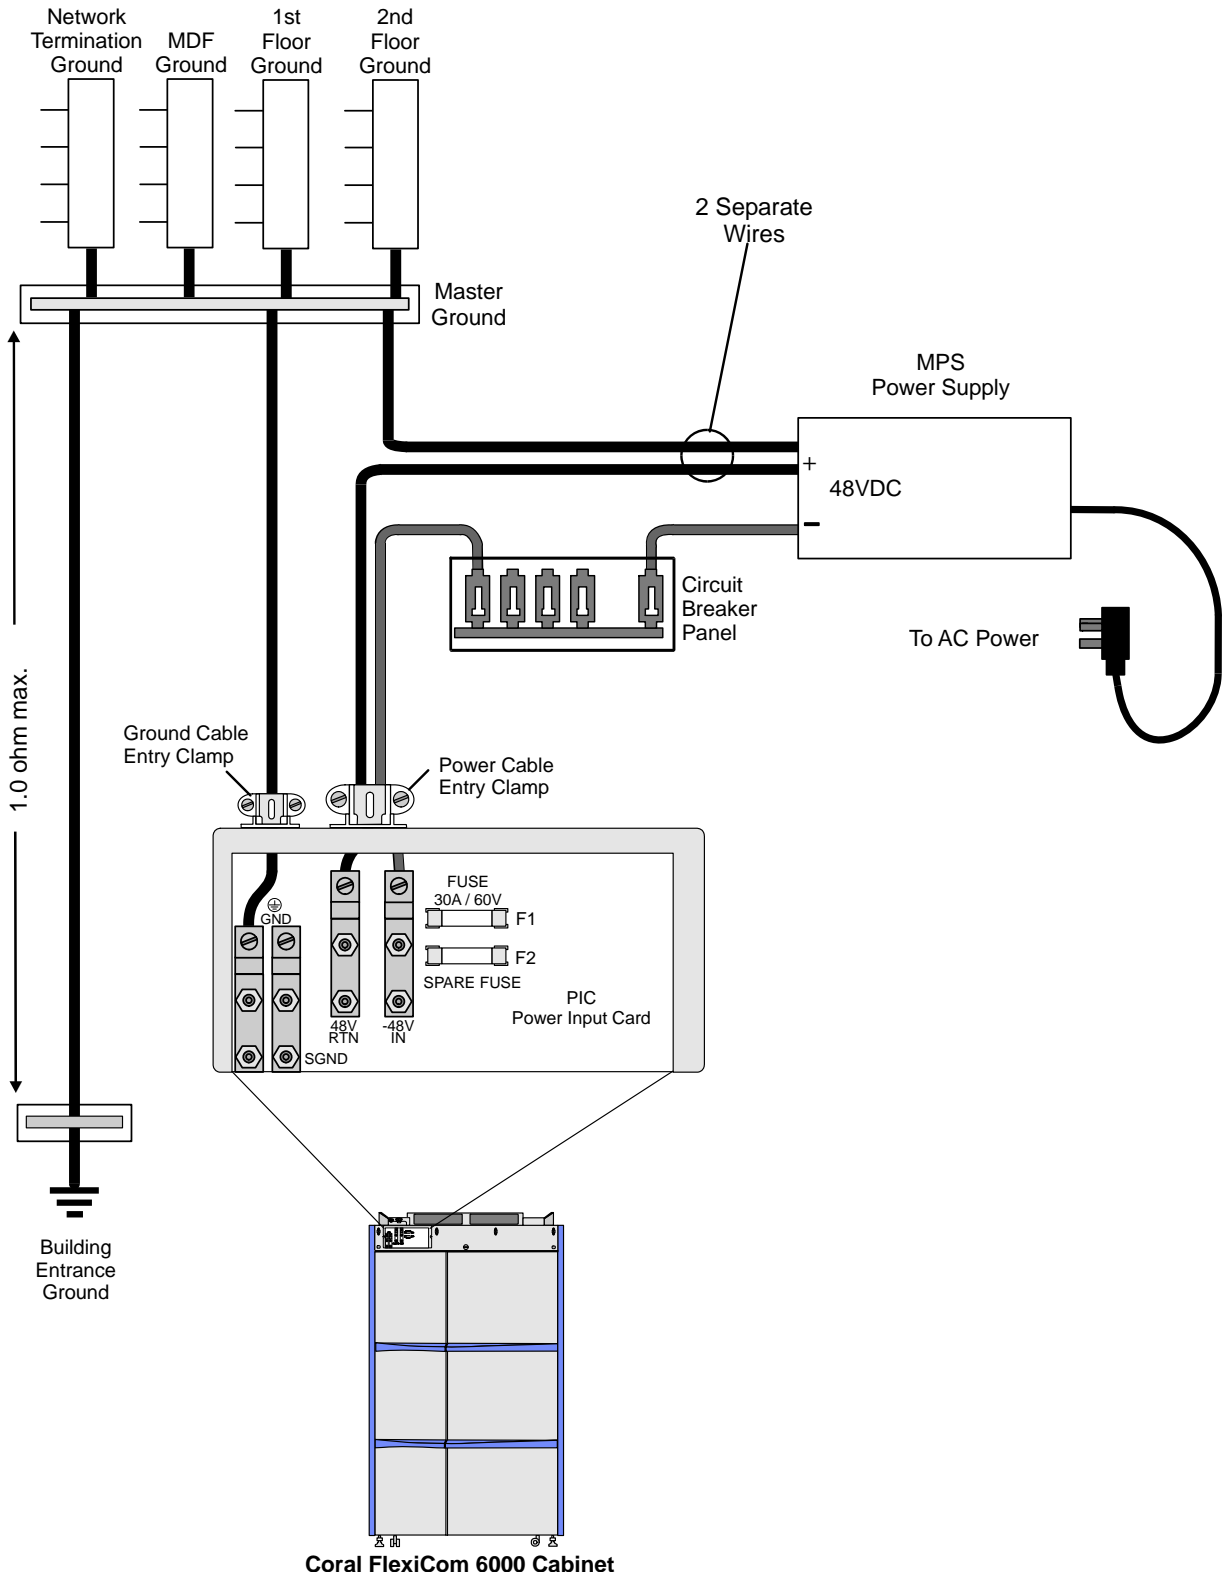 Network
Termination
Ground
MDF
Ground
1st
Floor
Ground
2nd
Floor
Ground
Master
Ground
2 Separate
Wires
MPS
Power Supply
+
48VDC
-
Circuit
Breaker
Panel
To AC Power
1.0 ohm max.
Ground Cable
Entry Clamp
Power Cable
Entry Clamp
GND
FUSE
30A / 60V
F1
F2
SPARE FUSE
48V
RTN
-48V
IN
SGND
PIC
Power Input Card
Building
Entrance
Ground
Coral FlexiCom 6000 Cabinet